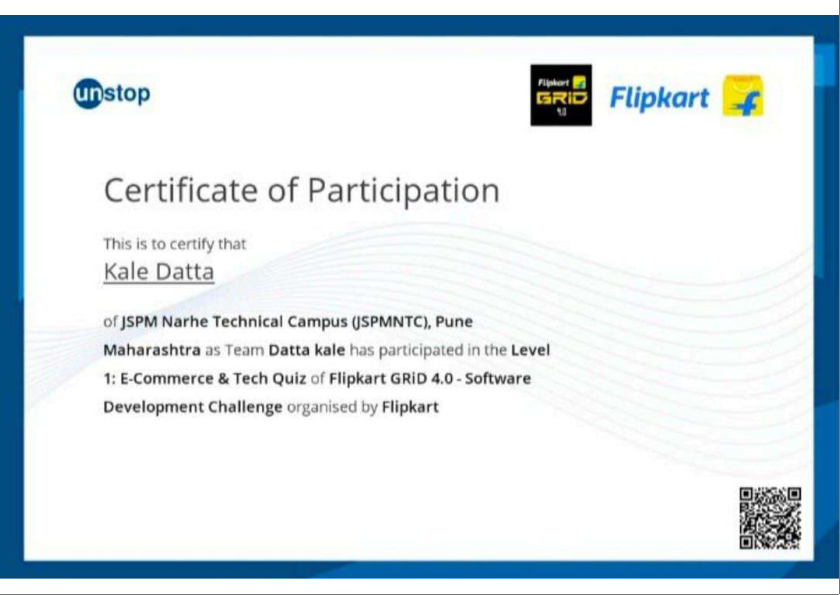 unstop
Flipkart
GRiD
4.0
Flipkart
Certificate of Participation
This is to certify that
Kale Datta
of JSPM Narhe Technical Campus (JSPMNTC), Pune
Maharashtra as Team Datta kale has participated in the Level
1: E-Commerce & Tech Quiz of Flipkart GRiD 4.0 - Software
Development Challenge organised by Flipkart